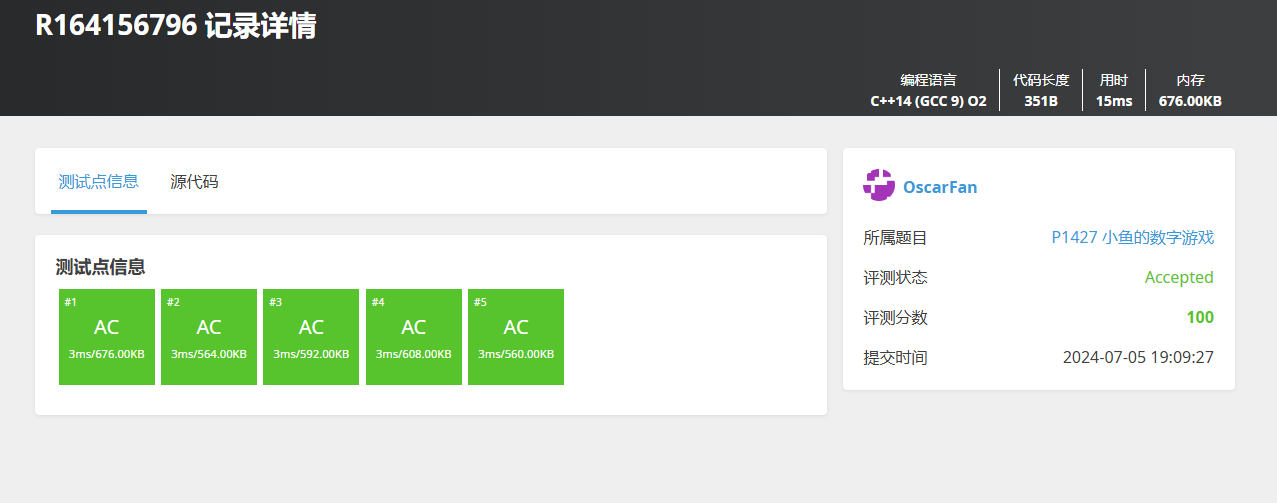 R164156796 记录详情
编程语言 代码长度 用时 内存
C++14 (GCC 9) O2 351B 15ms 676.00KB
测试点信息 源代码
测试点信息
#1 #2 #3 #4 #5
AC AC AC AC AC
3ms/676.00KB 3ms/564.00KB 3ms/592.00KB 3ms/608.00KB 3ms/560.00KB
OscarFan
所属题目 P1427 小鱼的数字游戏
评测状态 Accepted
评测分数 100
提交时间 2024-07-05 19:09:27